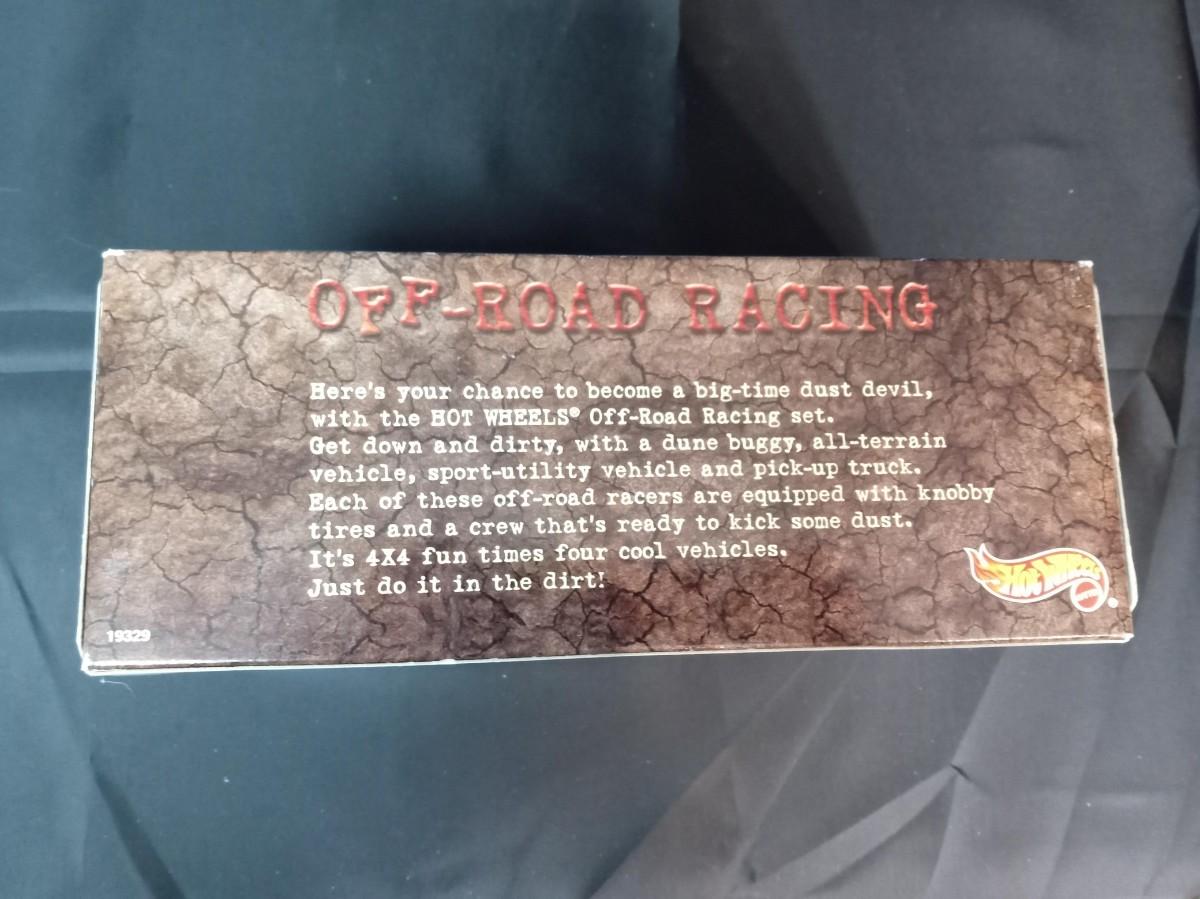 OFF-ROAD RACING
Here's your chance to become a big-time dust devil,
with the HOT WHEELS® Off-Road Racing set.
Get down and dirty, with a dune buggy, all-terrain
vehicle, sport-utility vehicle and pick-up truck.
Each of these off-road racers are equipped with knobby
tires and a crew that's ready to kick some dust.
It's 4X4 fun times four cool vehicles.
Just do it in the dirt!
Hot Wheels ®
19329